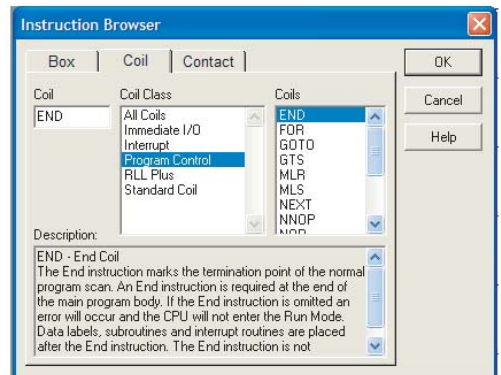 Instruction Browser
Box Coil Contact
OK
Cancel
Help
Coil
END
Coil Class
All Coils
Immediate I/O
Interrupt
Program Control
RLL Plus
Standard Coil
Coils
END
FOR
GOTO
GTS
MLR
MLS
NEXT
NNOP
NOP
Description:
END - End Coil
The End instruction marks the termination point of the normal
program scan. An End instruction is required at the end of
the main program body. If the End instruction is omitted an
error will occur and the CPU will not enter the Run Mode.
Data labels, subroutines and interrupt routines are placed
after the End instruction. The End instruction is not